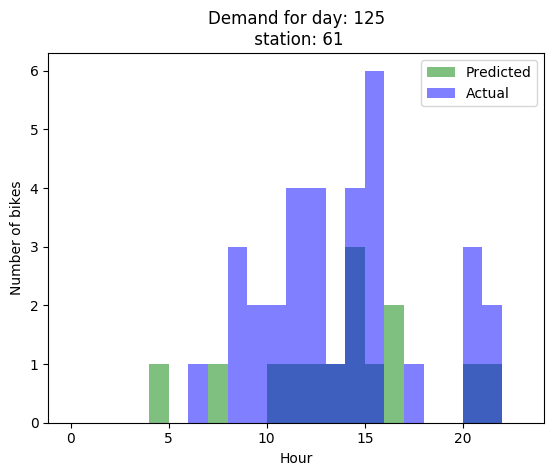 Demand for day: 125
station: 61
Predicted
Actual
Number of bikes
6
5
4
3
2
1
0
0 5 10 15 20
Hour